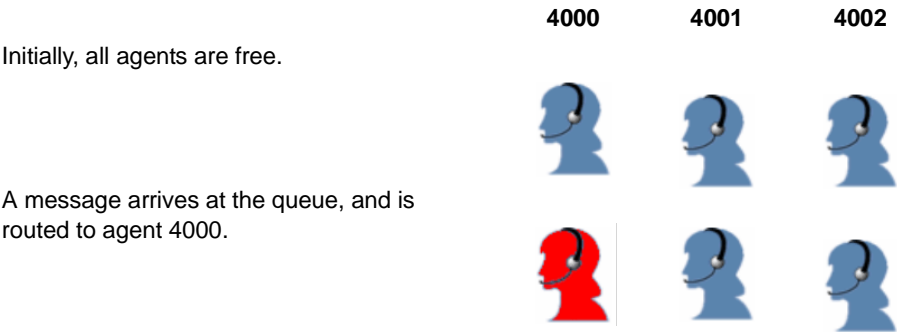 4000 4001 4002
Initially, all agents are free.
A message arrives at the queue, and is
routed to agent 4000.